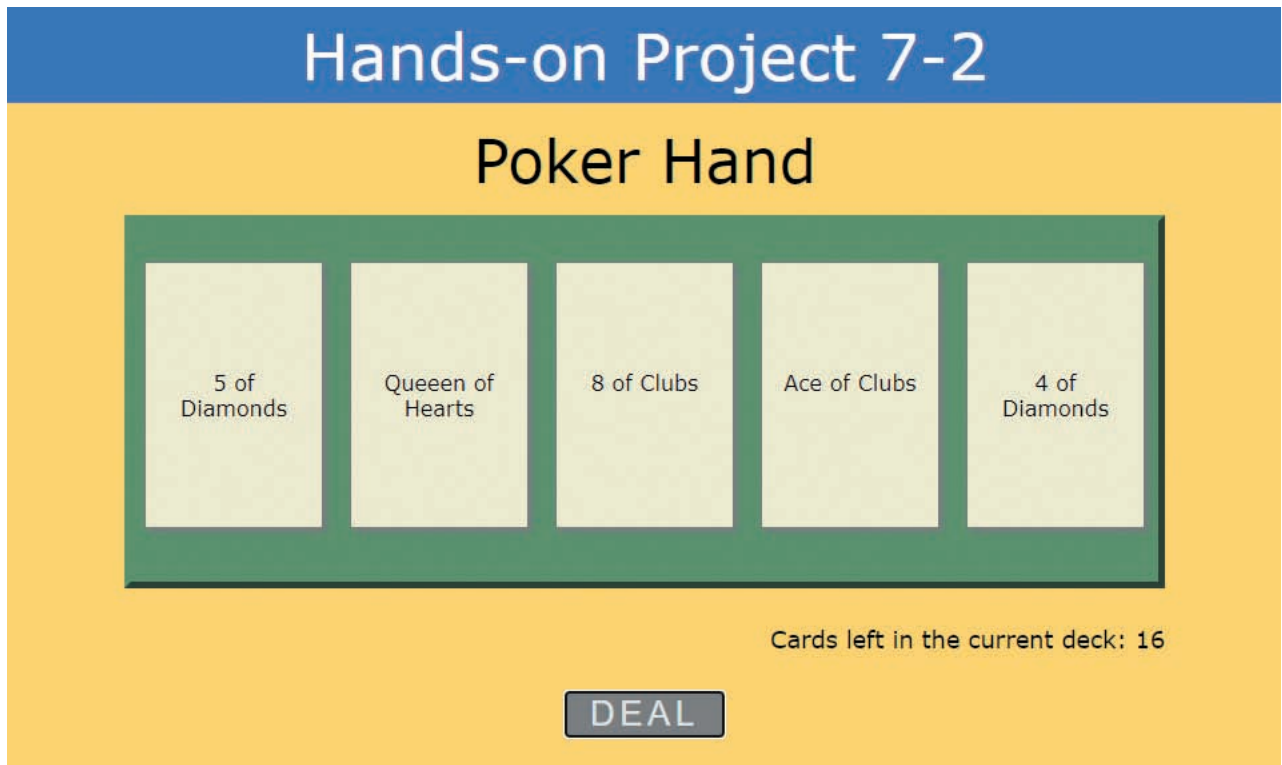 Hands-on Project 7-2
Poker Hand
5 of
Diamonds
Queeen of
Hearts
8 of Clubs
Ace of Clubs
4 of
Diamonds
Cards left in the current deck: 16
DEAL